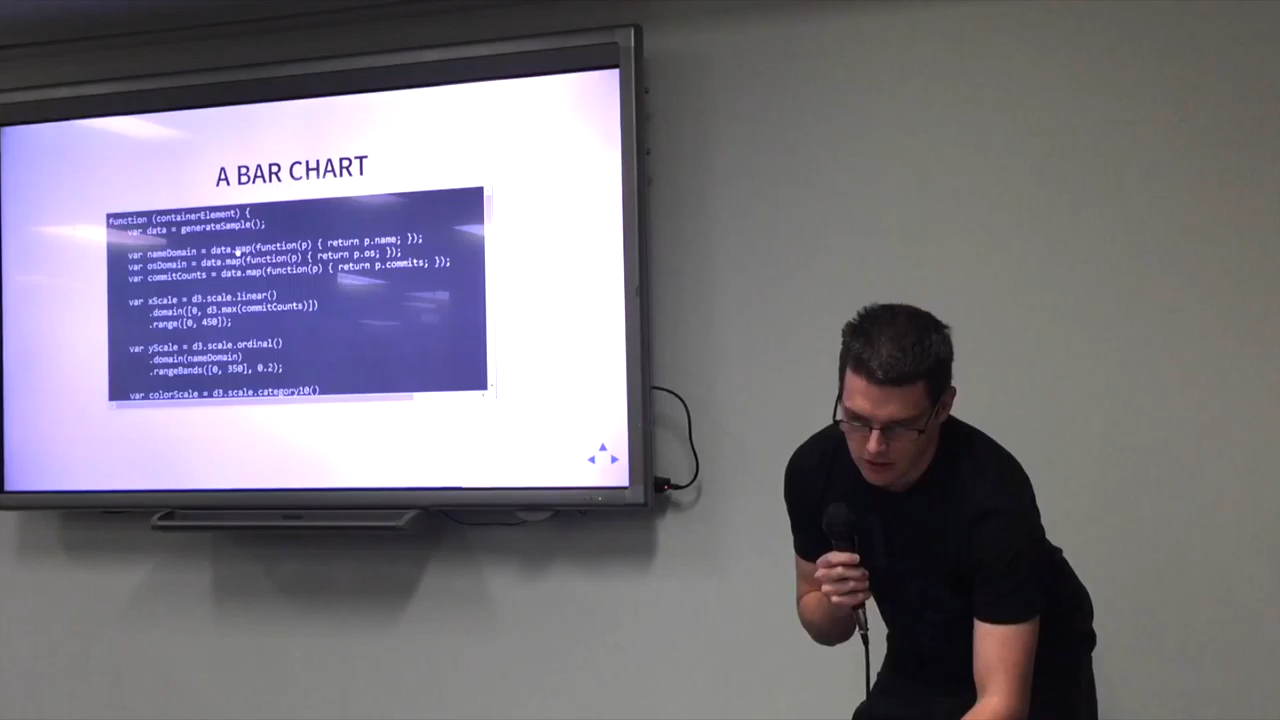 A BAR CHART
function (containerElement) {
var data = generateSample();
var nameDomain = data.map(function(p) { return p.name; });
var osDomain = data.map(function(p) { return p.os; });
var commitCounts = data.map(function(p) { return p.commits; });
var xScale = d3.scale.linear()
.domain([0, d3.max(commitCounts)])
.range([0, 450]);
var yScale = d3.scale.ordinal()
.domain(nameDomain)
.rangeBands([0, 350], 0.2);
var colorScale = d3.scale.category10()